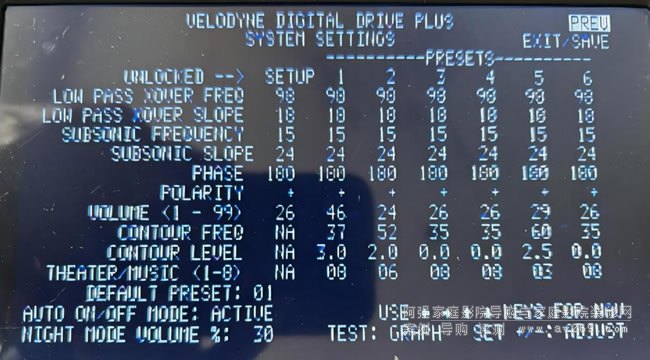 VELODYNE DIGITAL DRIVE PLUS PREV
SYSTEM SETTINGS EXIT/SAVE
----------PRESETS----------
UNLOCKED --> SETUP 1 2 3 4 5 6
LOW PASS XOVER FREQ 98 98 98 98 98 98 98
LOW PASS XOVER SLOPE 18 18 18 18 18 18 18
SUBSONIC FREQUENCY 15 15 15 15 15 15 15
SUBSONIC SLOPE 24 24 24 24 24 24 24
PHASE 180 180 180 180 180 180 180
POLARITY + + + + + + +
VOLUME (1 - 99) 26 46 24 26 26 29 26
CONTOUR FREQ NA 37 52 35 35 60 35
CONTOUR LEVEL NA 3.0 2.0 0.0 0.0 2.5 0.0
THEATER/MUSIC (1-8) NA 08 06 08 08 03 08
DEFAULT PRESET: 01
AUTO ON/OFF MODE: ACTIVE USE KEYS FOR
NIGHT MODE VOLUME %: 30 TEST: GRAPH SET +/-: ADJUST